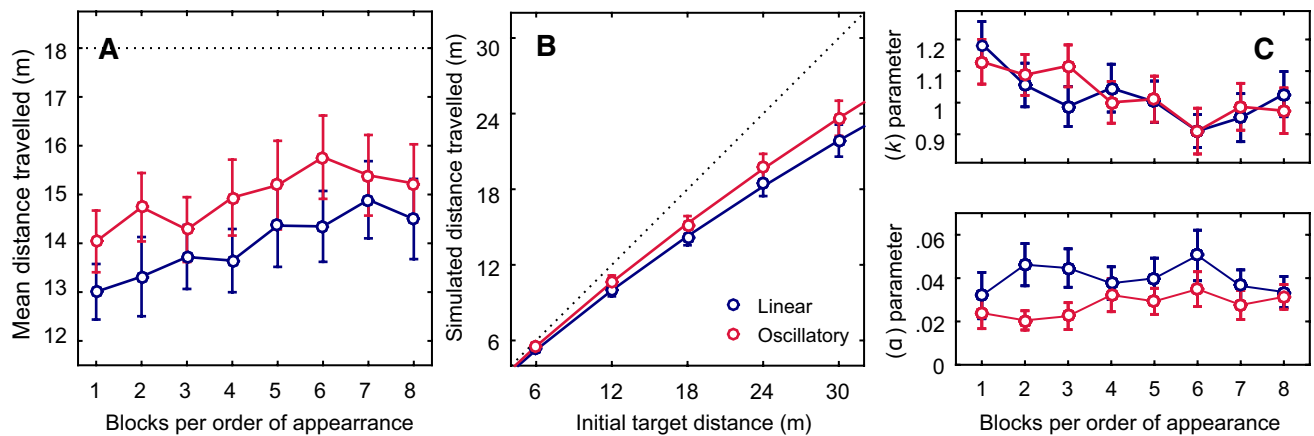 A
Mean distance travelled (m)
18
17
16
15
14
13
12
1 2 3 4 5 6 7 8
Blocks per order of appearrance
B
Simulated distance travelled (m)
30
24
18
12
6
Linear
Oscillatory
6 12 18 24 30
Initial target distance (m)
C
(k) parameter
1.2
1.1
1
0.9
(ɑ) parameter
.06
.04
.02
0
1 2 3 4 5 6 7 8
Blocks per order of appearance